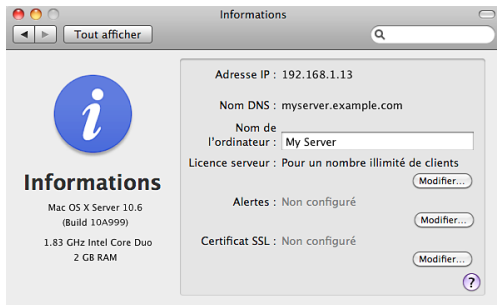 Informations
Tout afficher
Adresse IP : 192.168.1.13
Nom DNS : myserver.example.com
Nom de
l'ordinateur : My Server
Licence serveur : Pour un nombre illimité de clients
Modifier...
Alertes : Non configuré
Modifier...
Certificat SSL : Non configuré
Modifier...
?
i
Informations
Mac OS X Server 10.6
(Build 10A999)
1.83 GHz Intel Core Duo
2 GB RAM